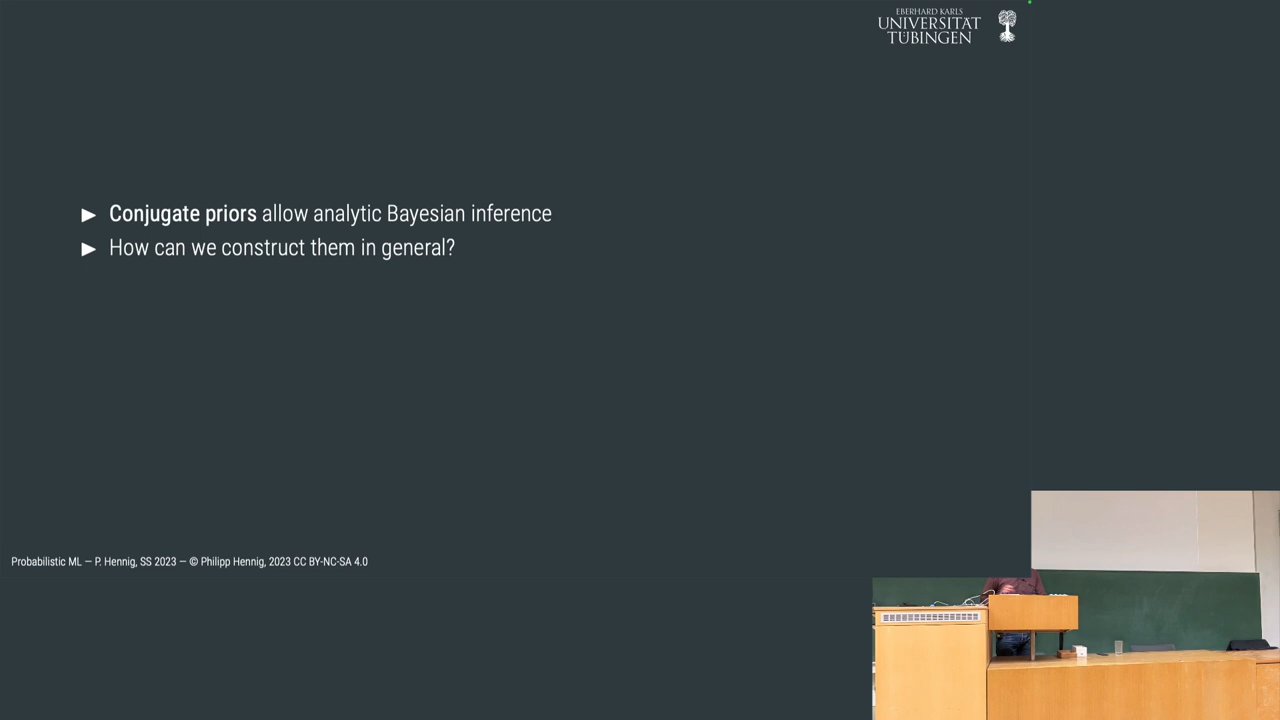 EBERHARD KARLS
UNIVERSITÄT
TÜBINGEN
▶ Conjugate priors allow analytic Bayesian inference
▶ How can we construct them in general?
Probabilistic ML — P. Hennig, SS 2023 — © Philipp Hennig, 2023 CC BY-NC-SA 4.0